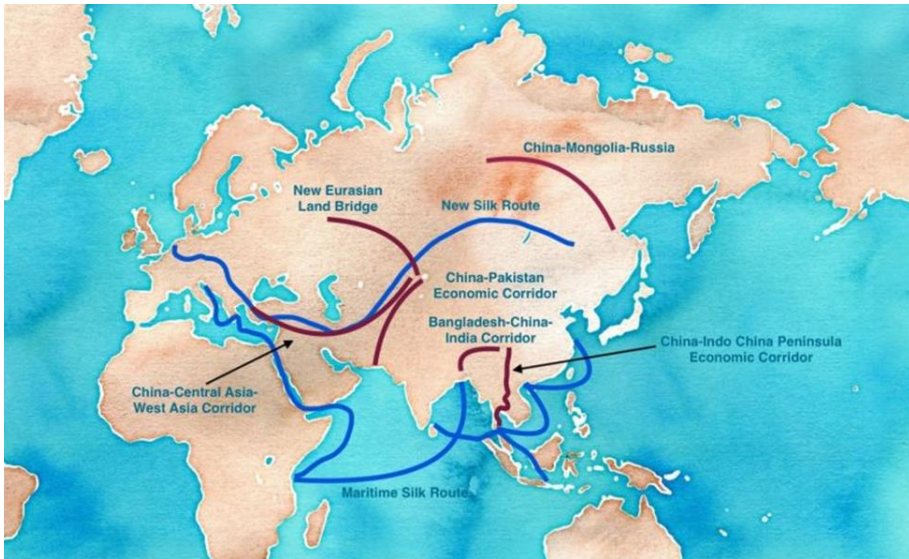 China-Mongolia-Russia
New Eurasian
Land Bridge
New Silk Route
China-Pakistan
Economic Corridor
Bangladesh-China-
India Corridor
China-Indo China Peninsula
Economic Corridor
China-Central Asia-
West Asia Corridor
Maritime Silk Route